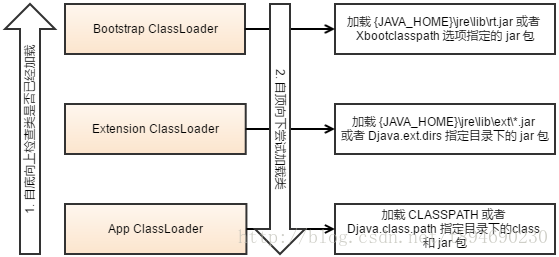 1. 自底向上检查类是否已经加载
Bootstrap ClassLoader
2. 自顶向下尝试加载类
加载 {JAVA_HOME}\jre\lib\rt.jar 或者
Xbootclasspath 选项指定的 jar 包
Extension ClassLoader
加载 {JAVA_HOME}\jre\lib\ext\*.jar
或者 Djava.ext.dirs 指定目录下的 jar 包
App ClassLoader
加载 CLASSPATH 或者
Djava.class.path 指定目录下的class
和 jar 包